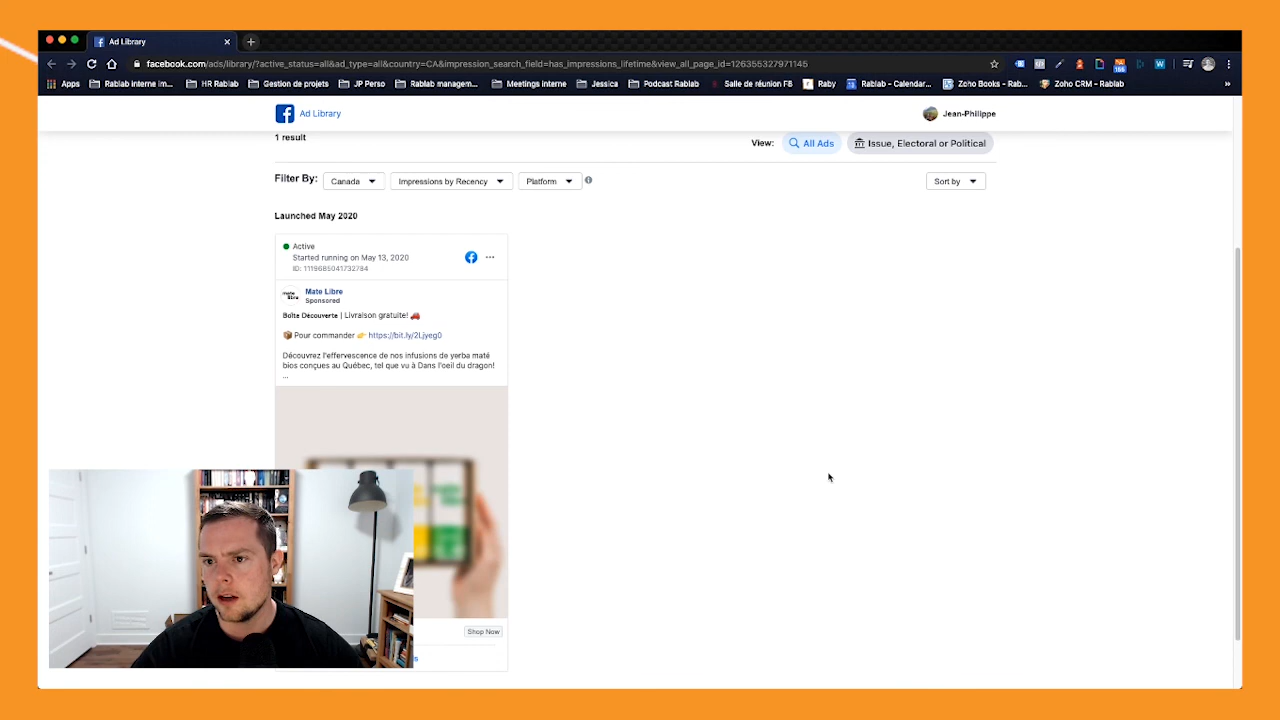 Ad Library
facebook.com/ads/library/?active_status=all&ad_type=all&country=CA&impression_search_field=has_impressions_lifetime&view_all_page_id=126355327971145
Apps Rablab interne im... HR Rablab Gestion de projets JP Perso Rablab managem... Meetings interne Jessica Podcast Rablab Salle de réunion F6 Raby Rablab - Calendar... Zoho Books - Rab... Zoho CRM - Rablab »
Ad Library Jean-Philippe
1 result View: All Ads Issue, Electoral or Political
Filter By: Canada Impressions by Recency Platform Sort by
Launched May 2020
Active
Started running on May 13, 2020
ID: 1119685041732784
mate libre
Mate Libre
Sponsored
Boîte Découverte | Livraison gratuite! 🚗
📦 Pour commander 👉 https://bit.ly/2Ljyeg0
Découvrez l'effervescence de nos infusions de yerba maté
bios conçues au Québec, tel que vu à Dans l'oeil du dragon!
...
Shop Now